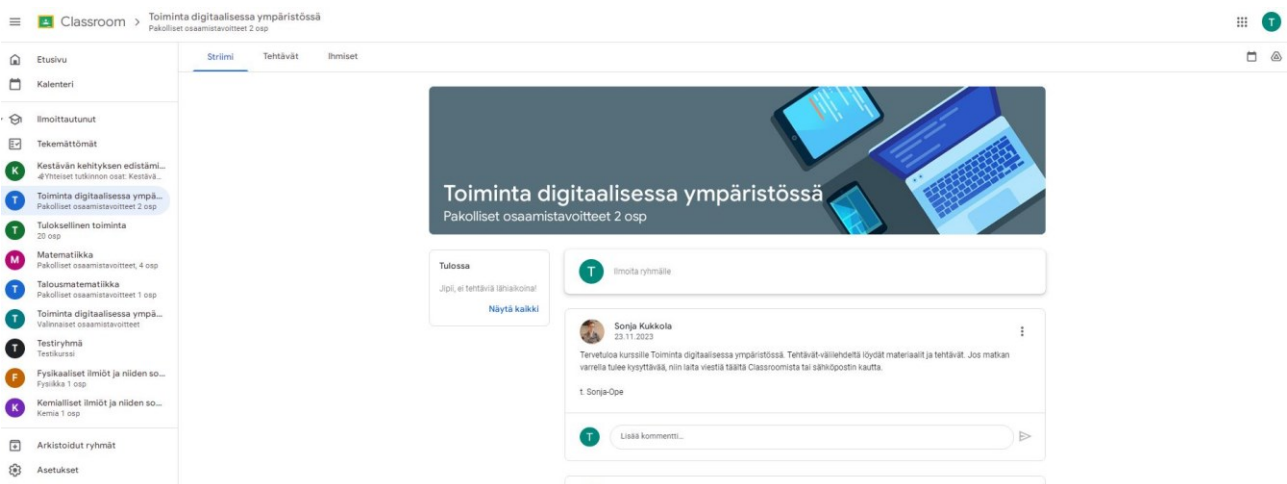 Classroom > Toiminta digitaalisessa ympäristössä
Pakolliset osaamistavoitteet 2 osp
T
Etusivu
Kalenteri
Ilmoittautunut
Tekemättömät
K Kestävän kehityksen edistämi...
Yhteiset tutkinnon osat: Kestävä...
T Toiminta digitaalisessa ympä...
Pakolliset osaamistavoitteet 2 osp
T Tuloksellinen toiminta
20 osp
M Matematiikka
Pakolliset osaamistavoitteet, 4 osp
T Talousmatematiikka
Pakolliset osaamistavoitteet 1 osp
T Toiminta digitaalisessa ympä...
Valinnaiset osaamistavoitteet
T Testiryhmä
Testikurssi
F Fysikaaliset ilmiöt ja niiden so...
Fysiikka 1 osp
K Kemialliset ilmiöt ja niiden so...
Kemia 1 osp
Arkistoidut ryhmät
Asetukset
Striimi Tehtävät Ihmiset
Toiminta digitaalisessa ympäristössä
Pakolliset osaamistavoitteet 2 osp
Tulossa
Jipii, ei tehtäviä lähiaikoina!
Näytä kaikki
T Ilmoita ryhmälle
Sonja Kukkola
23.11.2023
Tervetuloa kurssille Toiminta digitaalisessa ympäristössä. Tehtävät-välilehdeltä löydät materiaalit ja tehtävät. Jos matkan
varrella tulee kysyttävää, niin laita viestiä täältä Classroomista tai sähköpostin kautta.
t. Sonja-Ope
T Lisää kommentti...